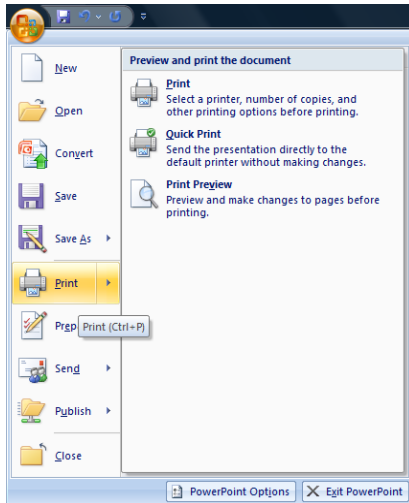 New
Open
Convert
Save
Save As
Print
Prep
Print (Ctrl+P)
Send
Publish
Close
Preview and print the document
Print
Select a printer, number of copies, and
other printing options before printing.
Quick Print
Send the presentation directly to the
default printer without making changes.
Print Preview
Preview and make changes to pages before
printing.
PowerPoint Options
Exit PowerPoint